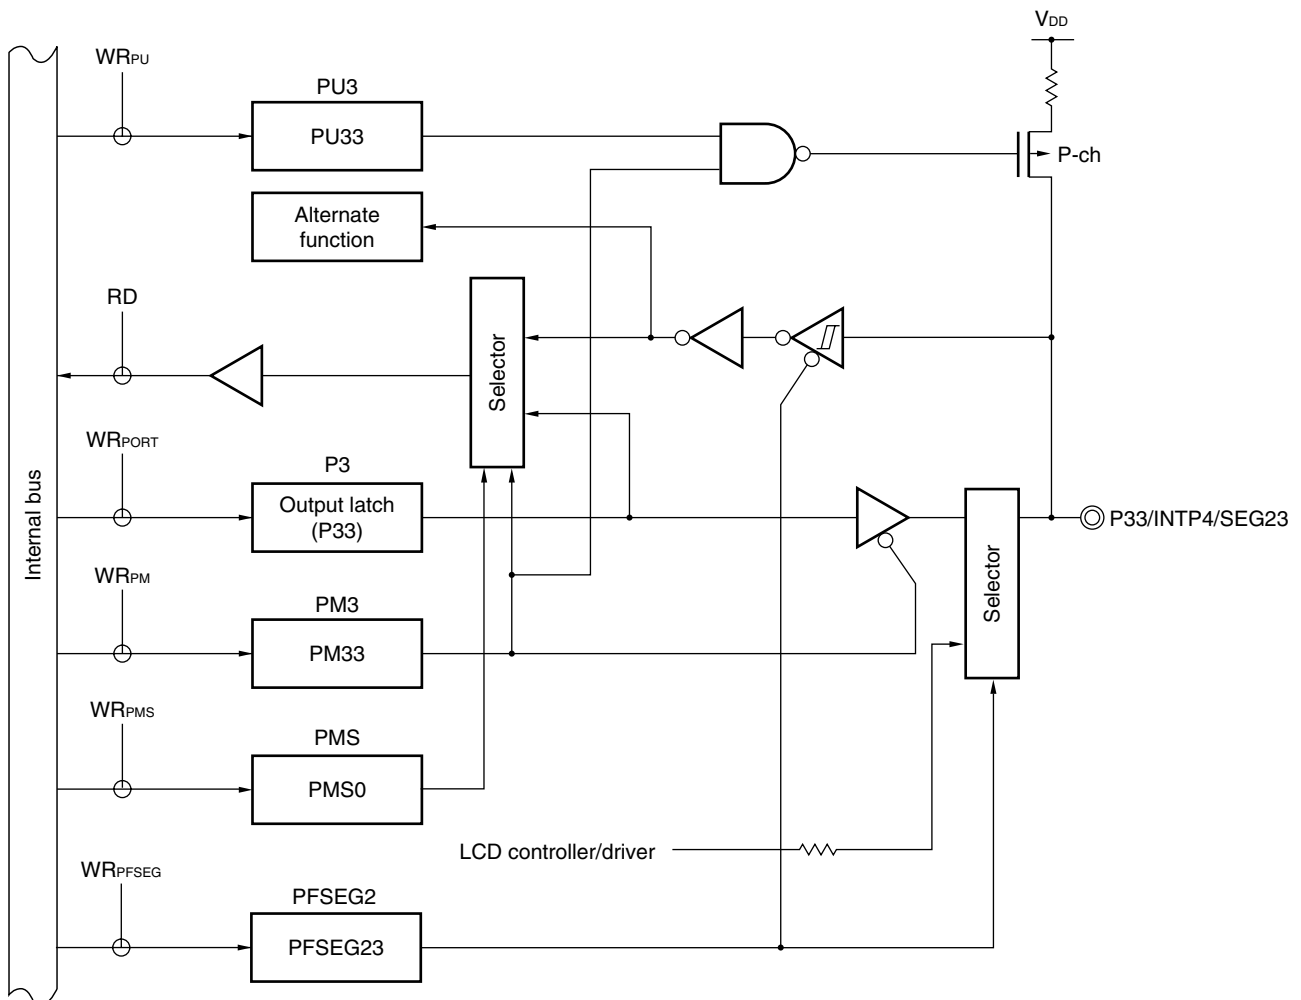 VDD
WRPU
PU3
PU33
P-ch
Alternate
function
RD
Selector
WRPORT
P3
Output latch
(P33)
Internal bus
P33/INTP4/SEG23
WRPM
PM3
PM33
Selector
WRPMS
PMS
PMS0
LCD controller/driver
WRPFSEG
PFSEG2
PFSEG23